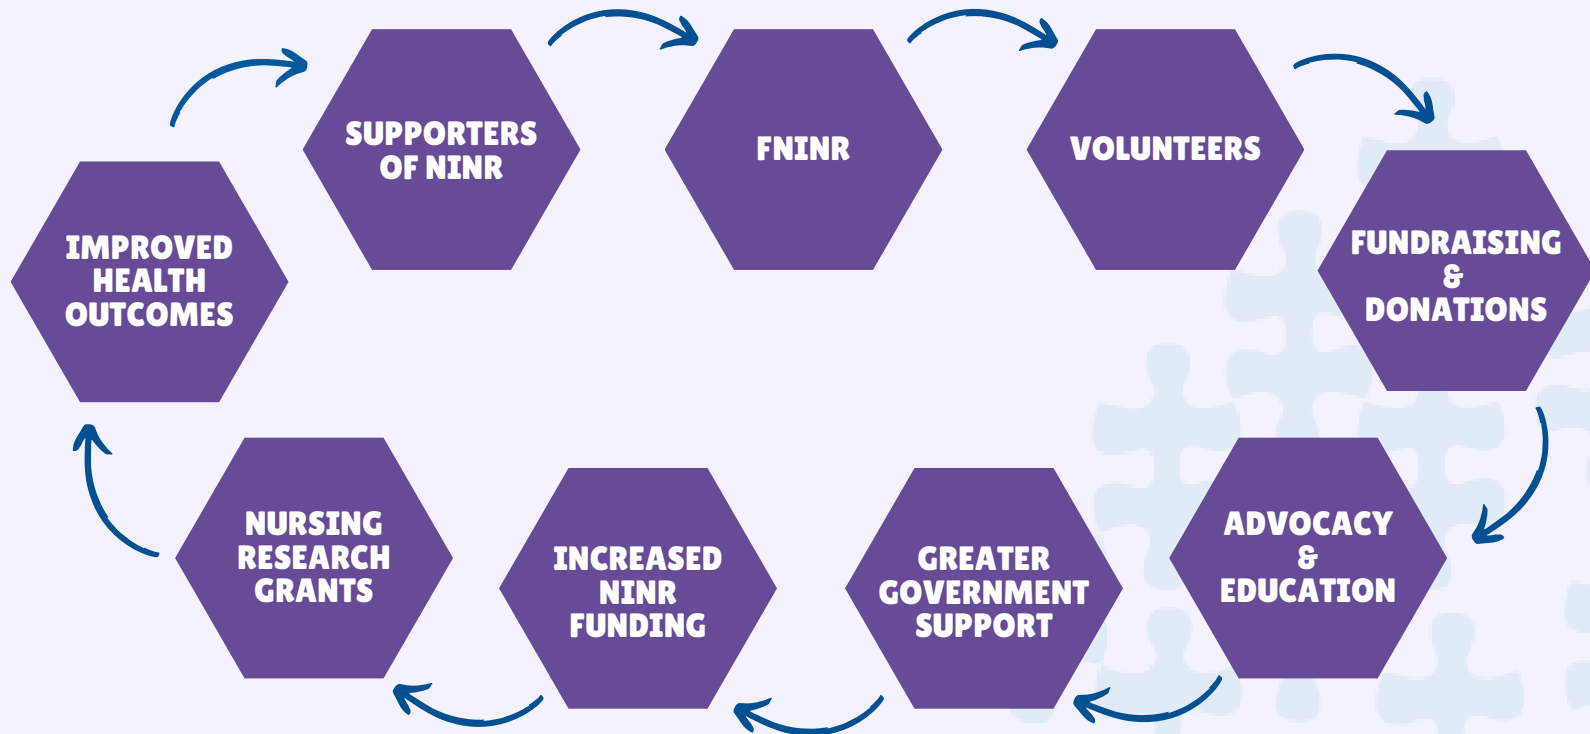 SUPPORTERS
OF NINR
FNINR
VOLUNTEERS
FUNDRAISING
&
DONATIONS
ADVOCACY
&
EDUCATION
GREATER
GOVERNMENT
SUPPORT
INCREASED
NINR
FUNDING
NURSING
RESEARCH
GRANTS
IMPROVED
HEALTH
OUTCOMES